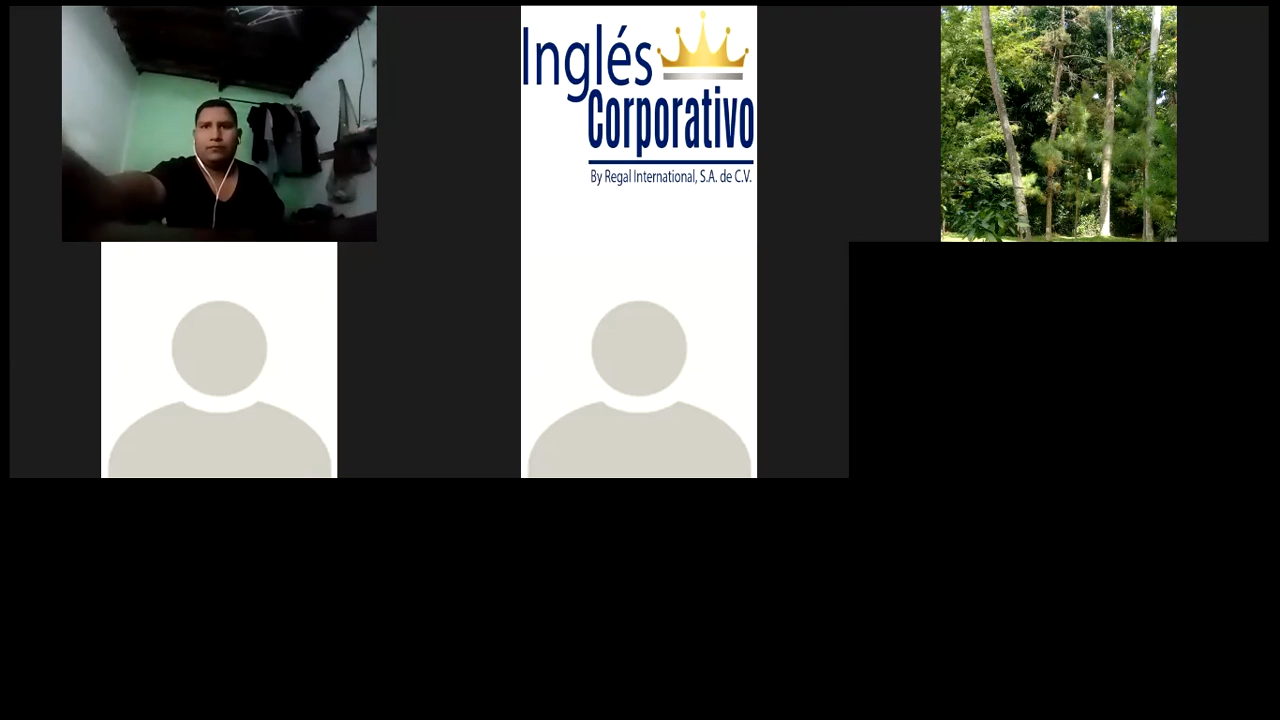 Inglés
Corporativo
By Regal International, S.A. de C.V.